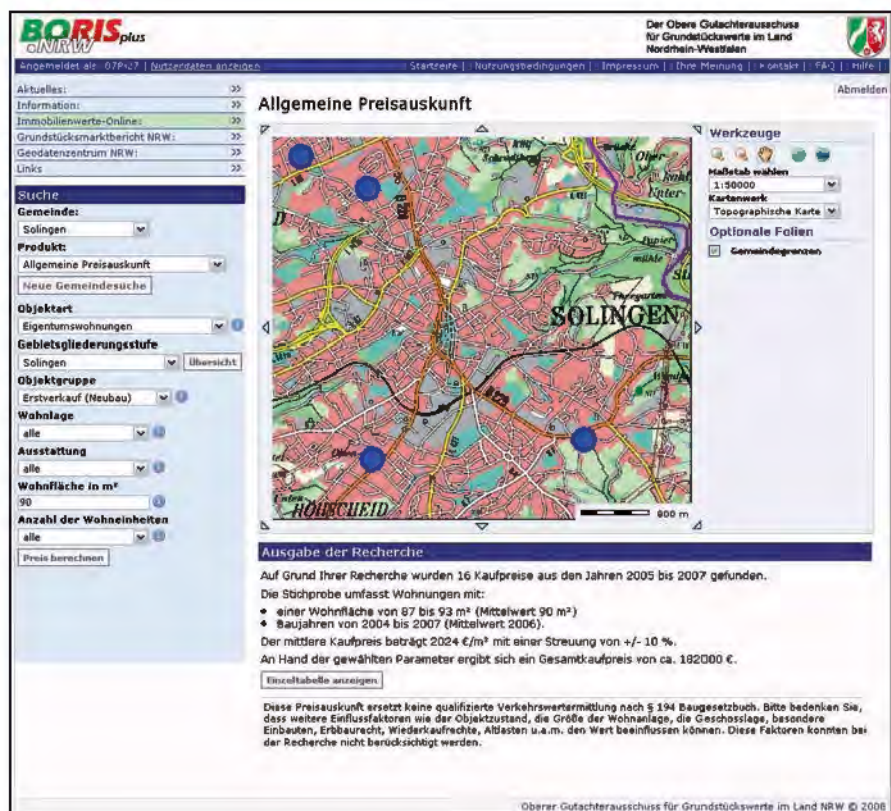 BORISplus
.NRW
Der Obere Gutachterausschuss
für Grundstückswerte im Land
Nordrhein-Westfalen
Angemeldet als: | Nutzerdaten anzeigen
Startseite | Nutzungsbedingungen | Impressum | Ihre Meinung | Kontakt | FAQ | Hilfe |
Abmelden
Aktuelles:
Information:
Immobilienwerte-Online:
Grundstücksmarktbericht NRW:
Geodatenzentrum NRW:
Links
Suche
Gemeinde:
Solingen
Produkt:
Allgemeine Preisauskunft
Neue Gemeindesuche
Objektart
Eigentumswohnungen
Gebietsgliederungsstufe
Solingen
Übersicht
Objektgruppe
Erstverkauf (Neubau)
Wohnlage
alle
Ausstattung
alle
Wohnfläche in m²
90
Anzahl der Wohneinheiten
alle
Preis berechnen
Allgemeine Preisauskunft
Papier-
mühle
SOLINGEN
B 229
HÖHSCHEID
800 m
Werkzeuge
Maßstab wählen
1:50000
Kartenwerk
Topographische Karte
Optionale Folien
Gemeindegrenzen
Ausgabe der Recherche
Auf Grund Ihrer Recherche wurden 16 Kaufpreise aus den Jahren 2005 bis 2007 gefunden.
Die Stichprobe umfasst Wohnungen mit:
einer Wohnfläche von 87 bis 93 m² (Mittelwert 90 m²)
Baujahren von 2004 bis 2007 (Mittelwert 2006).
Der mittlere Kaufpreis beträgt 2024 €/m² mit einer Streuung von +/- 10 %.
An Hand der gewählten Parameter ergibt sich ein Gesamtkaufpreis von ca. 182000 €.
Einzeltabelle anzeigen
Diese Preisauskunft ersetzt keine qualifizierte Verkehrswertermittlung nach § 194 Baugesetzbuch. Bitte bedenken Sie,
dass weitere Einflussfaktoren wie der Objektzustand, die Größe der Wohnanlage, die Geschosslage, besondere
Einbauten, Erbbaurecht, Wiederkaufrechte, Altlasten u.a.m. den Wert beeinflussen können. Diese Faktoren konnten bei
der Recherche nicht berücksichtigt werden.
Oberer Gutachterausschuss für Grundstückswerte im Land NRW © 2008